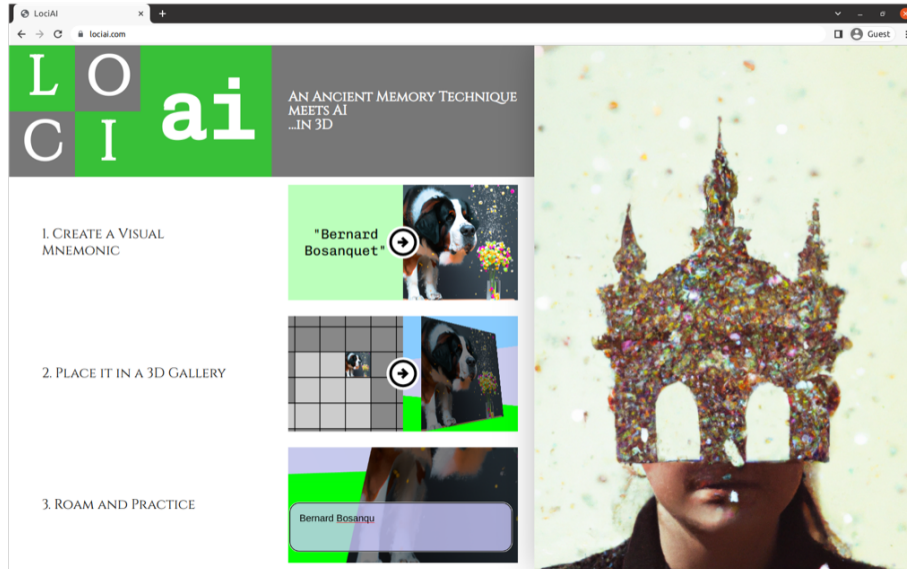 LociAI
lociai.com
Guest
L O
C I
ai
An Ancient Memory Technique
meets AI
...in 3D
1. Create a Visual
Mnemonic
"Bernard
Bosanquet"
2. Place it in a 3D Gallery
3. Roam and Practice
Bernard Bosanqu